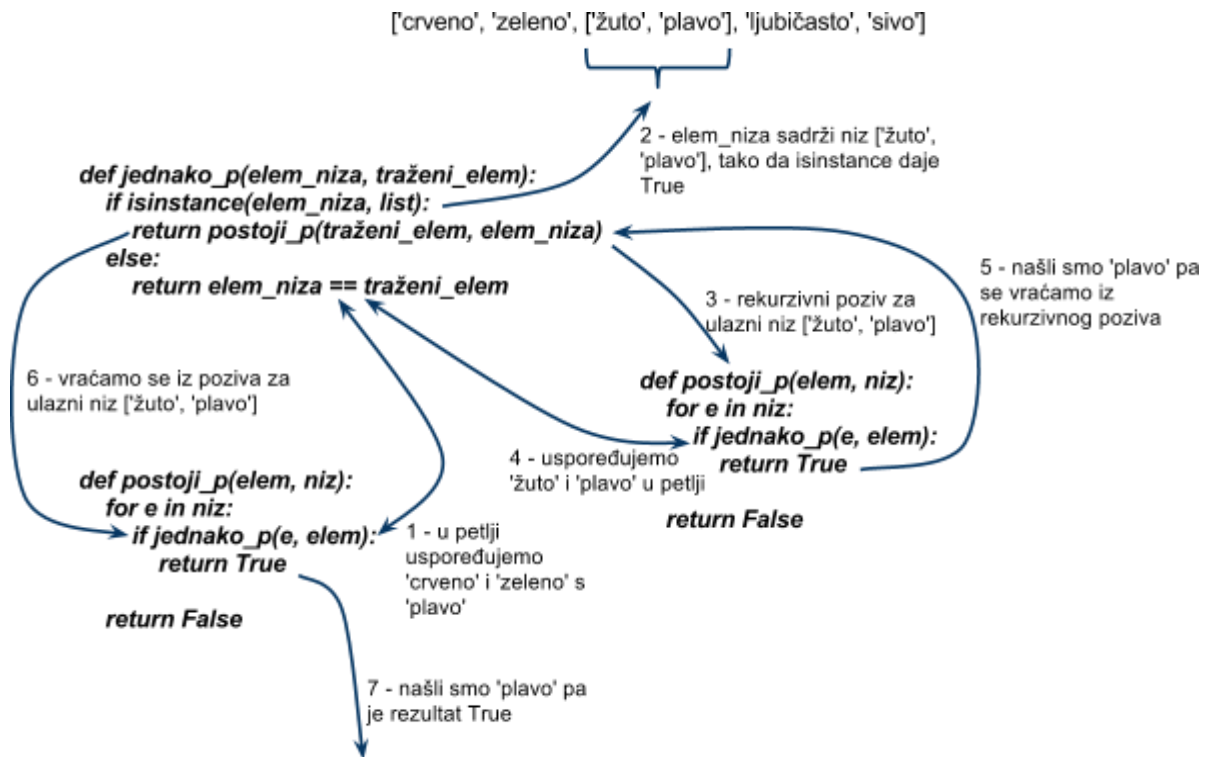 ['crveno', 'zeleno', ['žuto', 'plavo'], 'ljubičasto', 'sivo']
2 - elem_niza sadrži niz ['žuto',
'plavo'], tako da isinstance daje
True
def jednako_p(elem_niza, traženi_elem):
if isinstance(elem_niza, list):
return postoji_p(traženi_elem, elem_niza)
else:
return elem_niza == traženi_elem
5 - našli smo 'plavo' pa
se vraćamo iz
rekurzivnog poziva
3 - rekurzivni poziv za
ulazni niz ['žuto', 'plavo']
6 - vraćamo se iz poziva za
ulazni niz ['žuto', 'plavo']
def postoji_p(elem, niz):
for e in niz:
if jednako_p(e, elem):
return True
return False
4 - uspoređujemo
'žuto' i 'plavo' u petlji
def postoji_p(elem, niz):
for e in niz:
if jednako_p(e, elem):
return True
return False
1 - u petlji
uspoređujemo
'crveno' i 'zeleno' s
'plavo'
7 - našli smo 'plavo' pa
je rezultat True